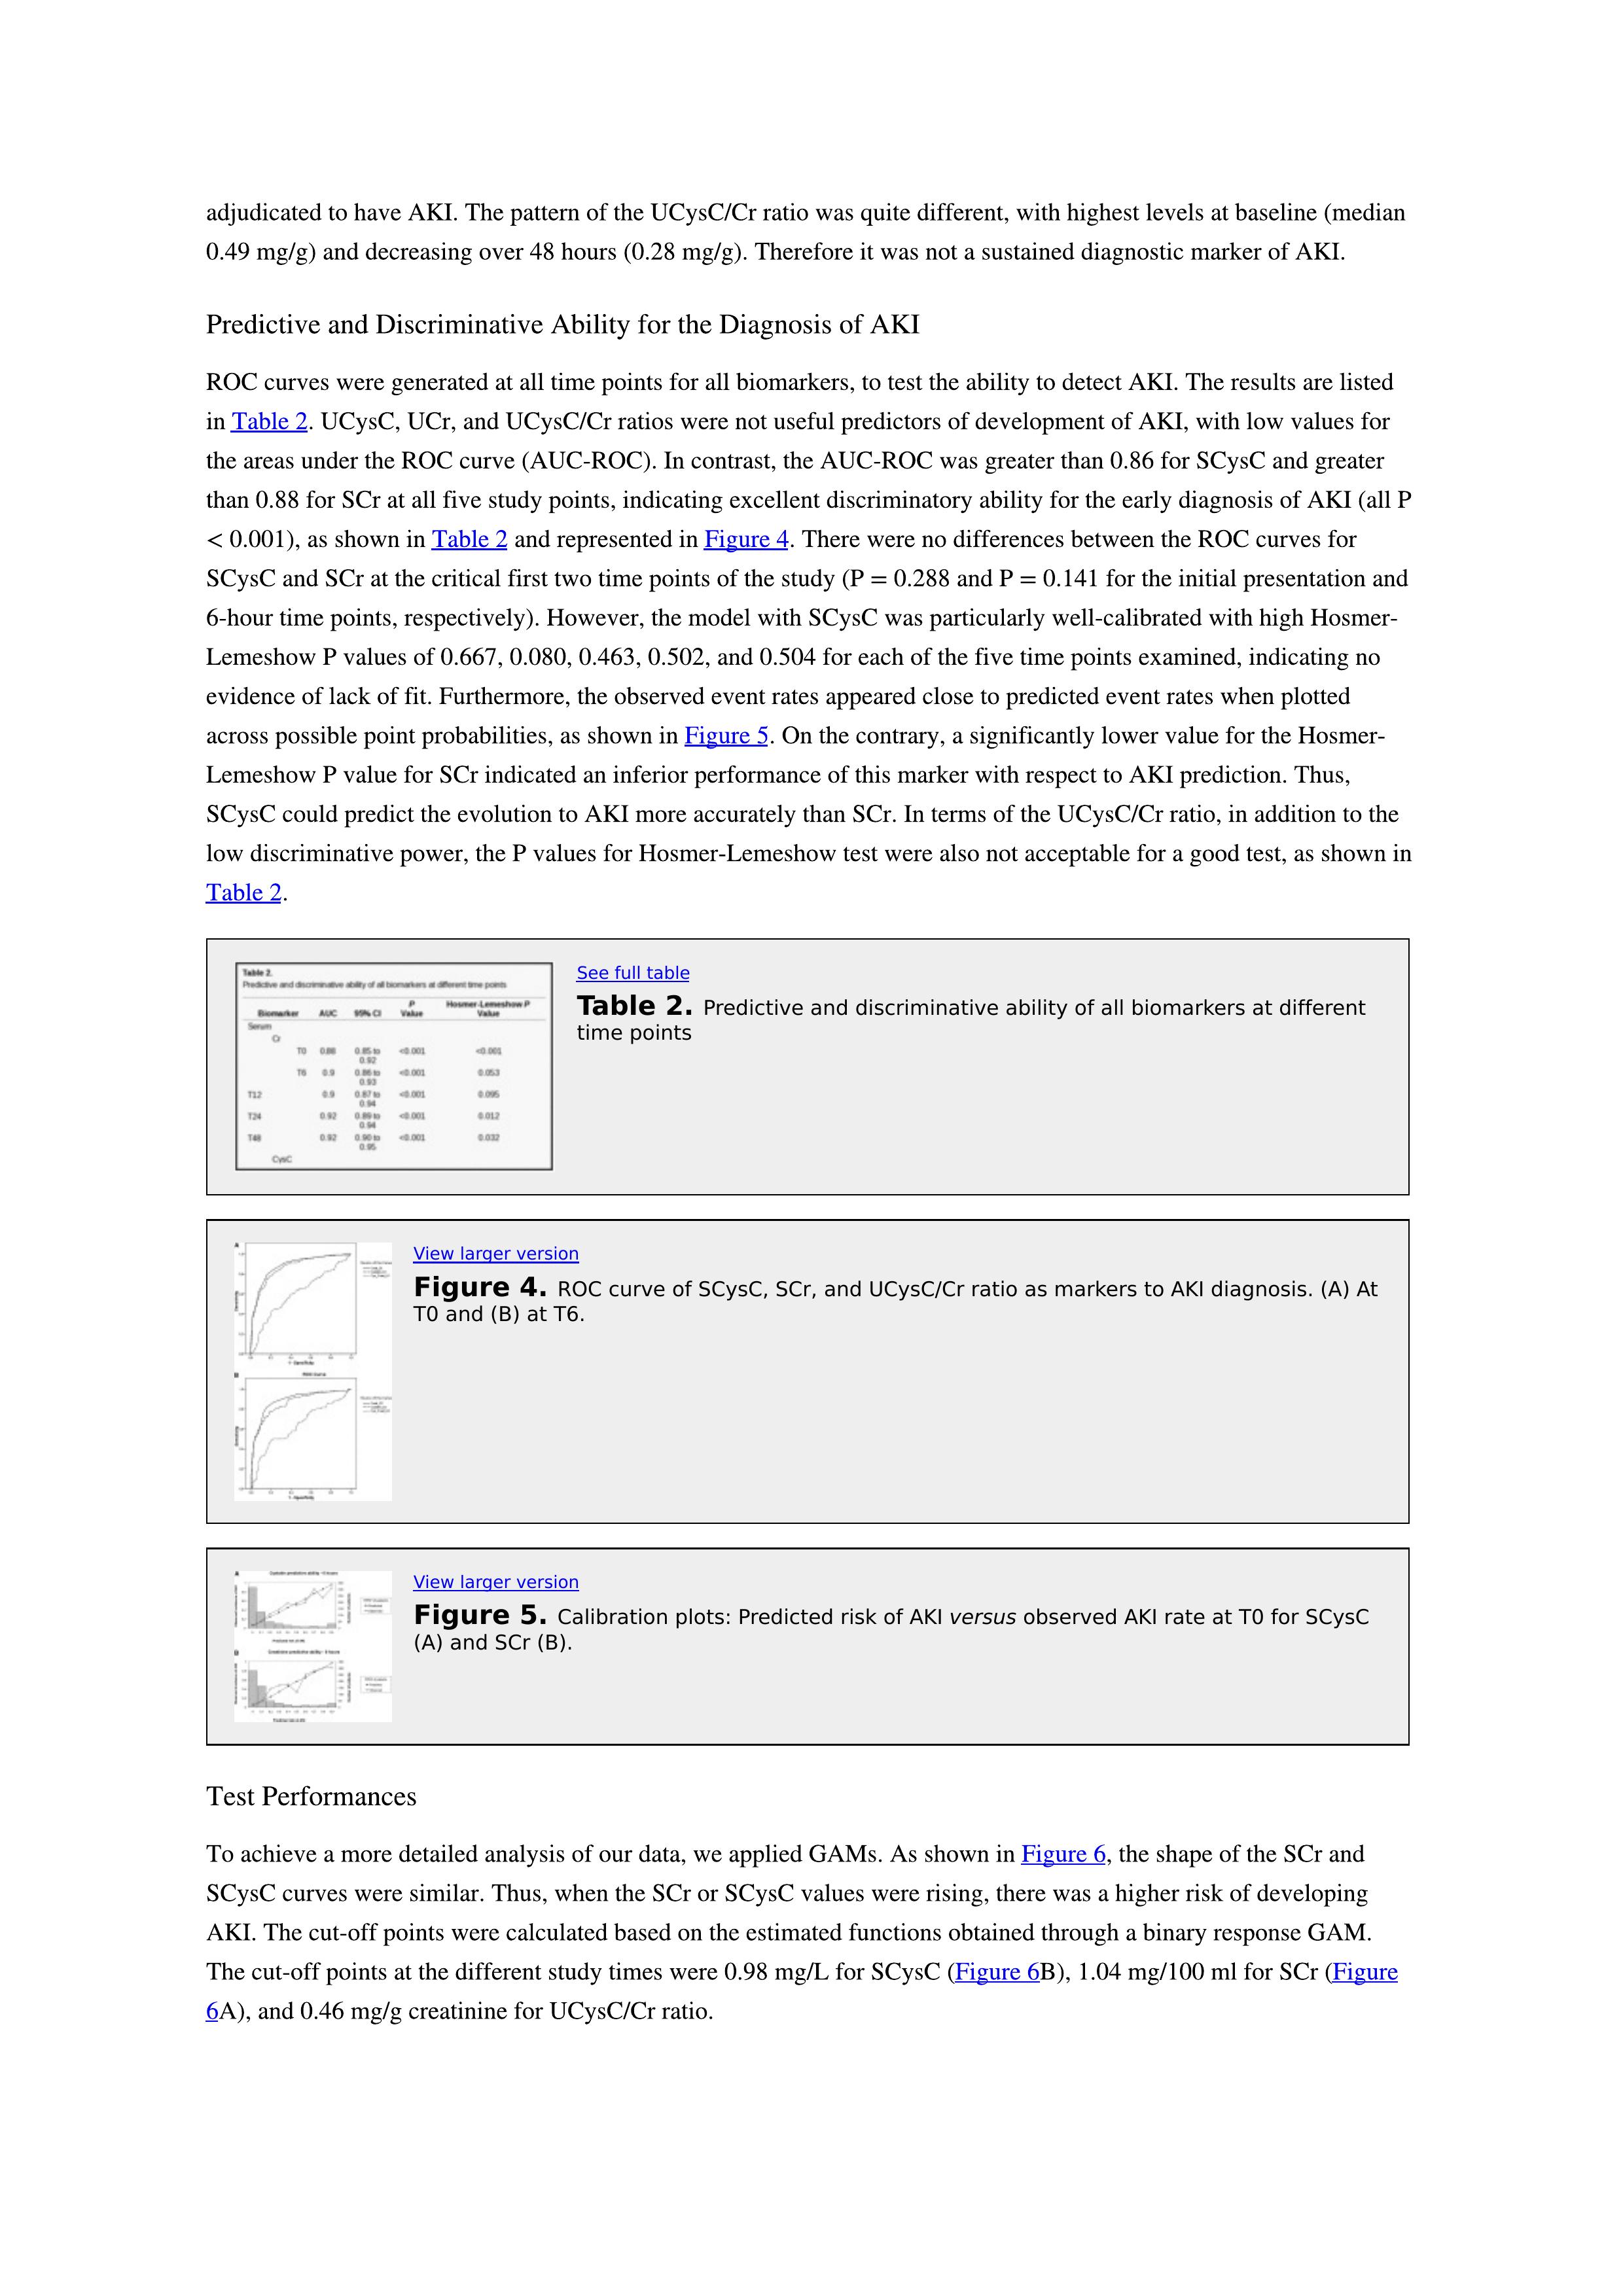 adjudicated to have AKI. The pattern of the UCysC/Cr ratio was quite different, with highest levels at baseline (median
0.49 mg/g) and decreasing over 48 hours (0.28 mg/g). Therefore it was not a sustained diagnostic marker of AKI.
Predictive and Discriminative Ability for the Diagnosis of AKI
ROC curves were generated at all time points for all biomarkers, to test the ability to detect AKI. The results are listed
in Table 2. UCysC, UCr, and UCysC/Cr ratios were not useful predictors of development of AKI, with low values for
the areas under the ROC curve (AUC-ROC). In contrast, the AUC-ROC was greater than 0.86 for SCysC and greater
than 0.88 for SCr at all five study points, indicating excellent discriminatory ability for the early diagnosis of AKI (all P
< 0.001), as shown in Table 2 and represented in Figure 4. There were no differences between the ROC curves for
SCysC and SCr at the critical first two time points of the study (P = 0.288 and P = 0.141 for the initial presentation and
6-hour time points, respectively). However, the model with SCysC was particularly well-calibrated with high Hosmer-
Lemeshow P values of 0.667, 0.080, 0.463, 0.502, and 0.504 for each of the five time points examined, indicating no
evidence of lack of fit. Furthermore, the observed event rates appeared close to predicted event rates when plotted
across possible point probabilities, as shown in Figure 5. On the contrary, a significantly lower value for the Hosmer-
Lemeshow P value for SCr indicated an inferior performance of this marker with respect to AKI prediction. Thus,
SCysC could predict the evolution to AKI more accurately than SCr. In terms of the UCysC/Cr ratio, in addition to the
low discriminative power, the P values for Hosmer-Lemeshow test were also not acceptable for a good test, as shown in
Table 2.
Table 2.
Predictive and discriminative ability of all biomarkers at different time points
Biomarker AUC 95% CI P Value Hosmer-Lemeshow P Value
Serum
Cr
T0 0.88 0.85 to 0.92 <0.001 <0.001
T6 0.9 0.86 to 0.93 <0.001 0.053
T12 0.9 0.87 to 0.94 <0.001 0.095
T24 0.92 0.89 to 0.94 <0.001 0.012
T48 0.92 0.90 to 0.95 <0.001 0.032
CysC
See full table
Table 2. Predictive and discriminative ability of all biomarkers at different
time points
View larger version
Figure 4. ROC curve of SCysC, SCr, and UCysC/Cr ratio as markers to AKI diagnosis. (A) At
T0 and (B) at T6.
View larger version
Figure 5. Calibration plots: Predicted risk of AKI versus observed AKI rate at T0 for SCysC
(A) and SCr (B).
Test Performances
To achieve a more detailed analysis of our data, we applied GAMs. As shown in Figure 6, the shape of the SCr and
SCysC curves were similar. Thus, when the SCr or SCysC values were rising, there was a higher risk of developing
AKI. The cut-off points were calculated based on the estimated functions obtained through a binary response GAM.
The cut-off points at the different study times were 0.98 mg/L for SCysC (Figure 6B), 1.04 mg/100 ml for SCr (Figure
6A), and 0.46 mg/g creatinine for UCysC/Cr ratio.